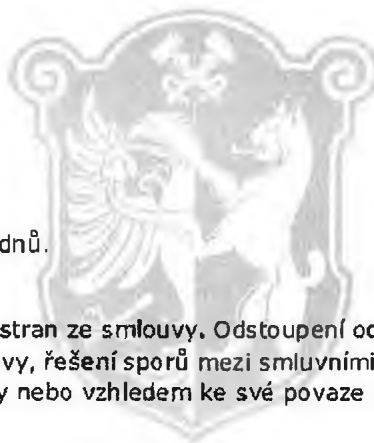 dnů.
stran ze smlouvy. Odstoupení od
vy, řešení sporů mezi smluvními
y nebo vzhledem ke své povaze